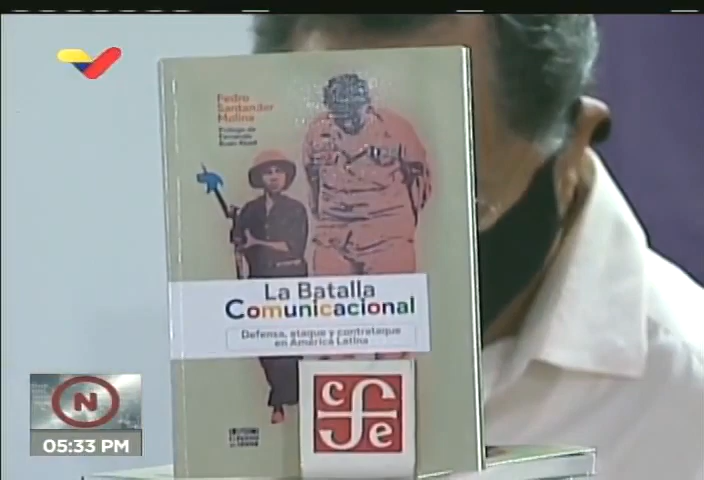 Pedro
Santander
Molina
Prólogo de
Fernando
Buen Abad
La Batalla
Comunicacional
Defensa, ataque y contrataque
en América Latina
cfe
N
05:33 PM